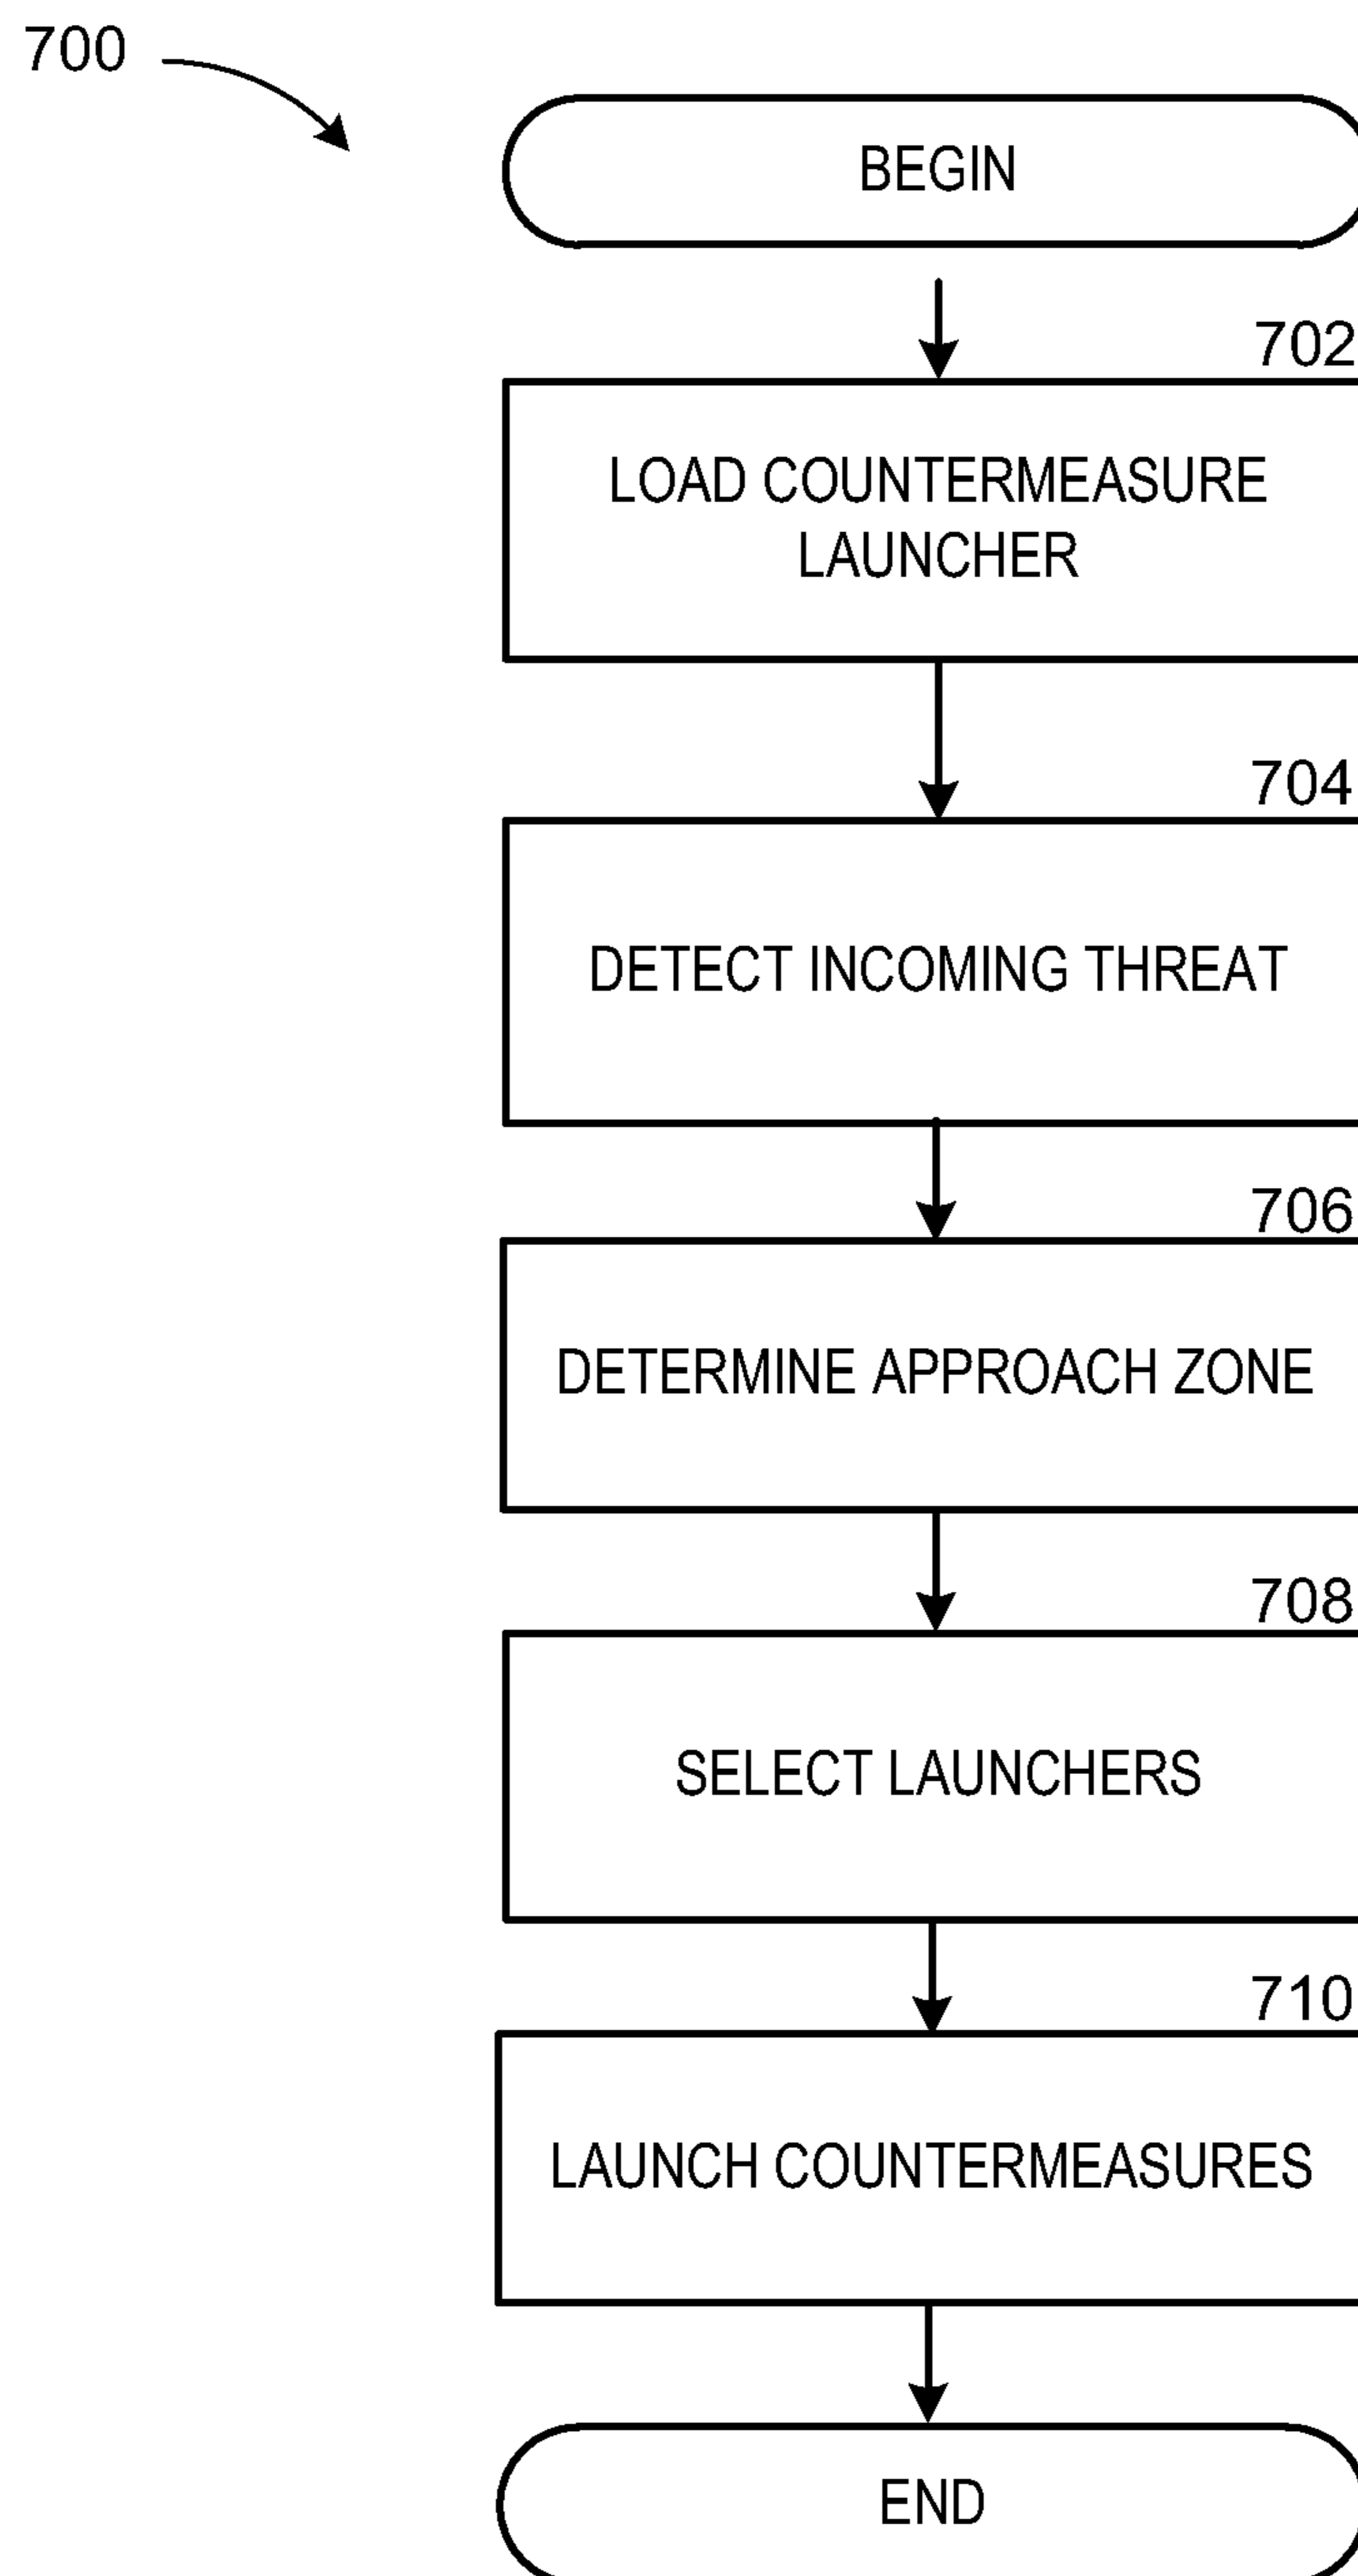 700
BEGIN
702
LOAD COUNTERMEASURE
LAUNCHER
704
DETECT INCOMING THREAT
706
DETERMINE APPROACH ZONE
708
SELECT LAUNCHERS
710
LAUNCH COUNTERMEASURES
END